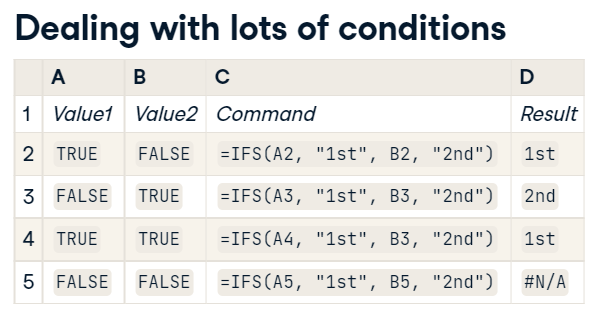 Dealing with lots of conditions
A B C D
1 Value1 Value2 Command Result
2 TRUE FALSE =IFS(A2, "1st", B2, "2nd") 1st
3 FALSE TRUE =IFS(A3, "1st", B3, "2nd") 2nd
4 TRUE TRUE =IFS(A4, "1st", B3, "2nd") 1st
5 FALSE FALSE =IFS(A5, "1st", B5, "2nd") #N/A